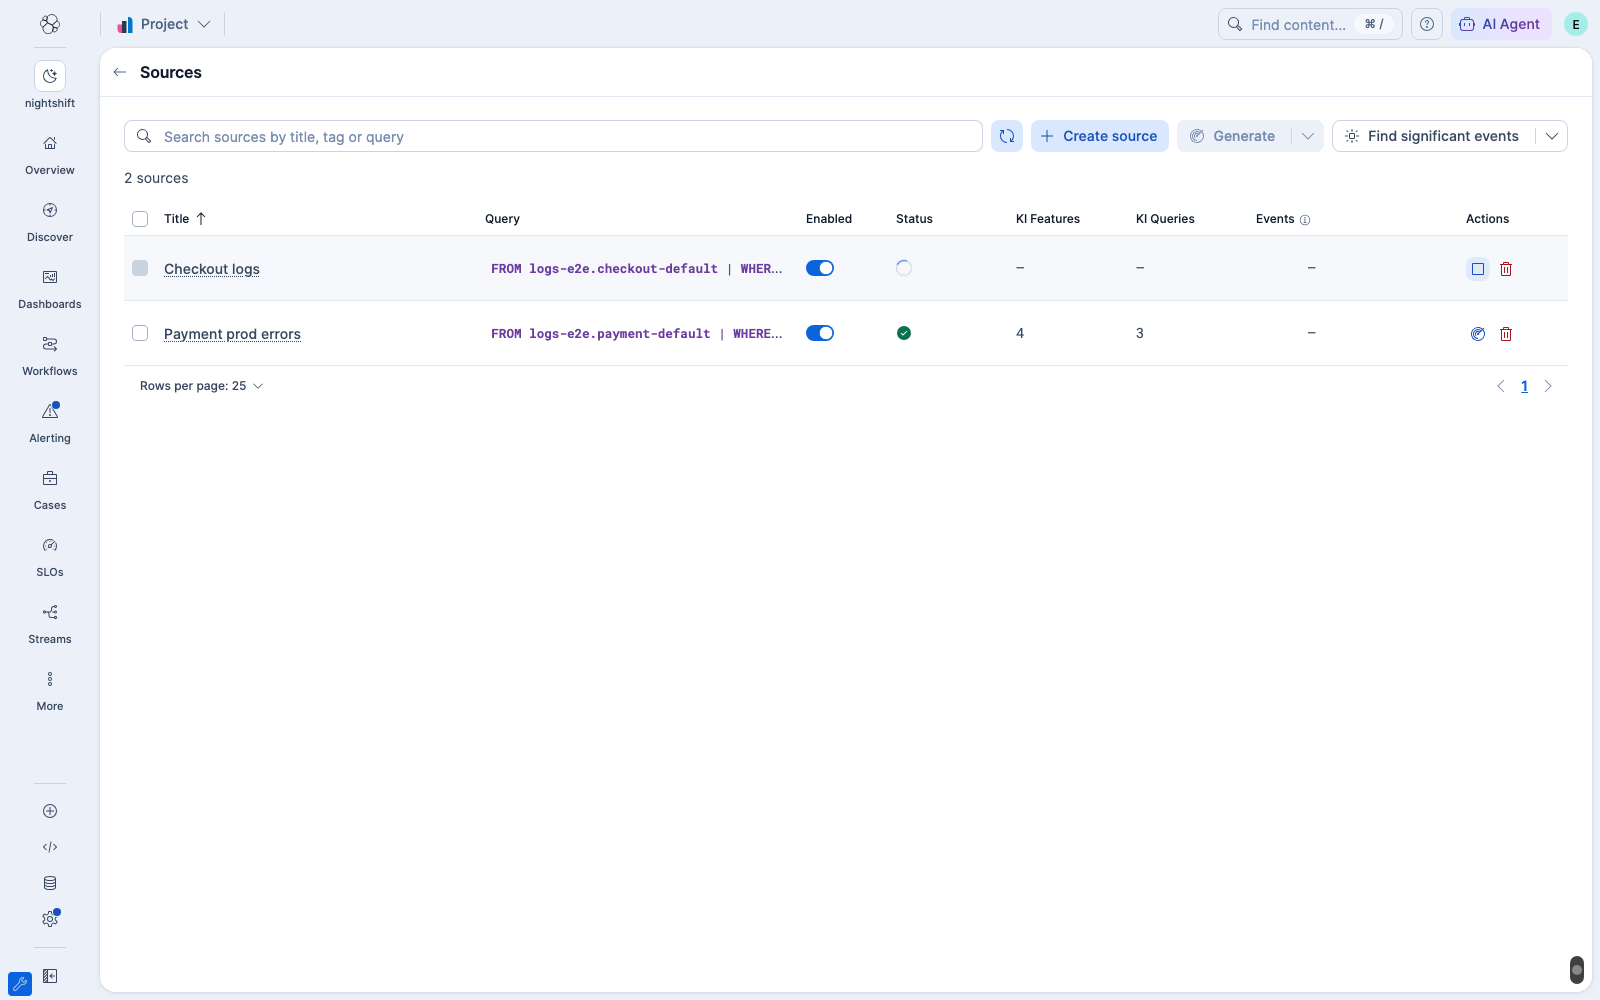 Project
Find content...
⌘ /
AI Agent
E
nightshift
Overview
Discover
Dashboards
Workflows
Alerting
Cases
SLOs
Streams
More
Sources
Search sources by title, tag or query
Create source
Generate
Find significant events
2 sources
Title
Query
Enabled
Status
KI Features
KI Queries
Events
Actions
Checkout logs
FROM logs-e2e.checkout-default | WHER...
–
–
–
Payment prod errors
FROM logs-e2e.payment-default | WHERE...
4
3
–
Rows per page: 25
1